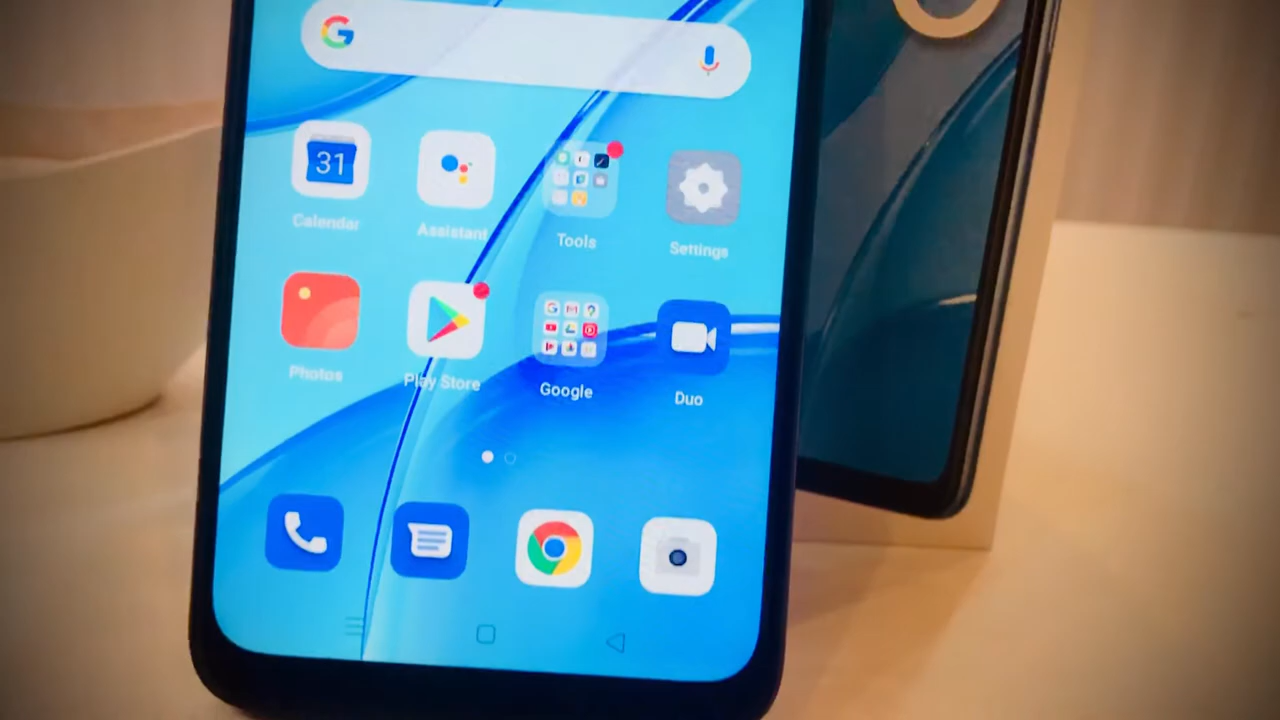 G
31
Calendar
Assistant
Tools
Settings
Photos
Play Store
Google
Duo